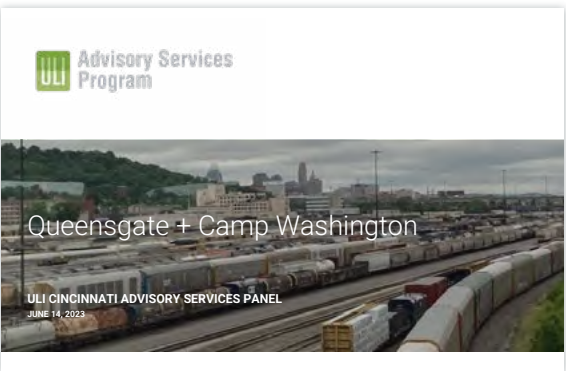 ULI Advisory Services
Program
Queensgate + Camp Washington
ULI CINCINNATI ADVISORY SERVICES PANEL
JUNE 14, 2023